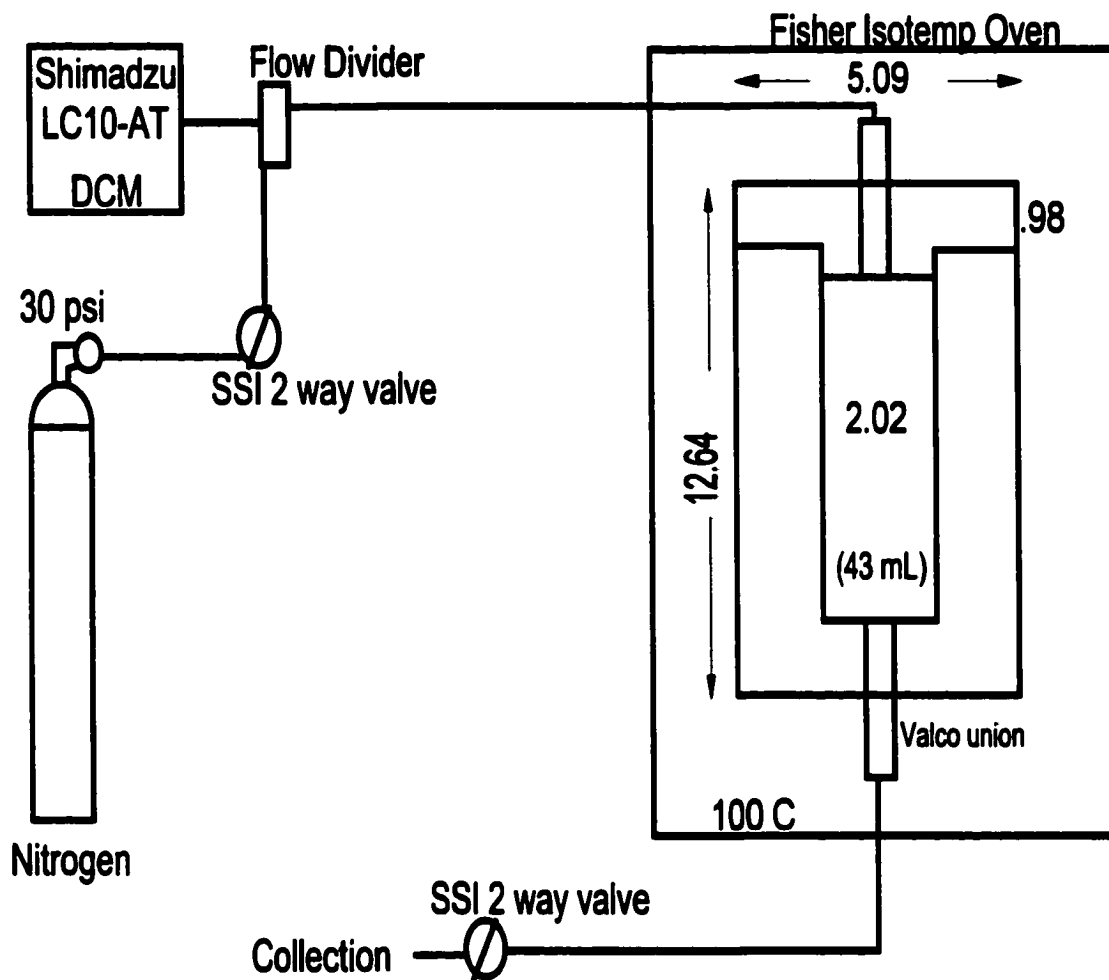 Fisher Isotemp Oven
Shimadzu
LC10-AT
DCM
Flow Divider
5.09
.98
30 psi
SSI 2 way valve
2.02
12.64
(43 mL)
Valco union
100 C
Nitrogen
SSI 2 way valve
Collection